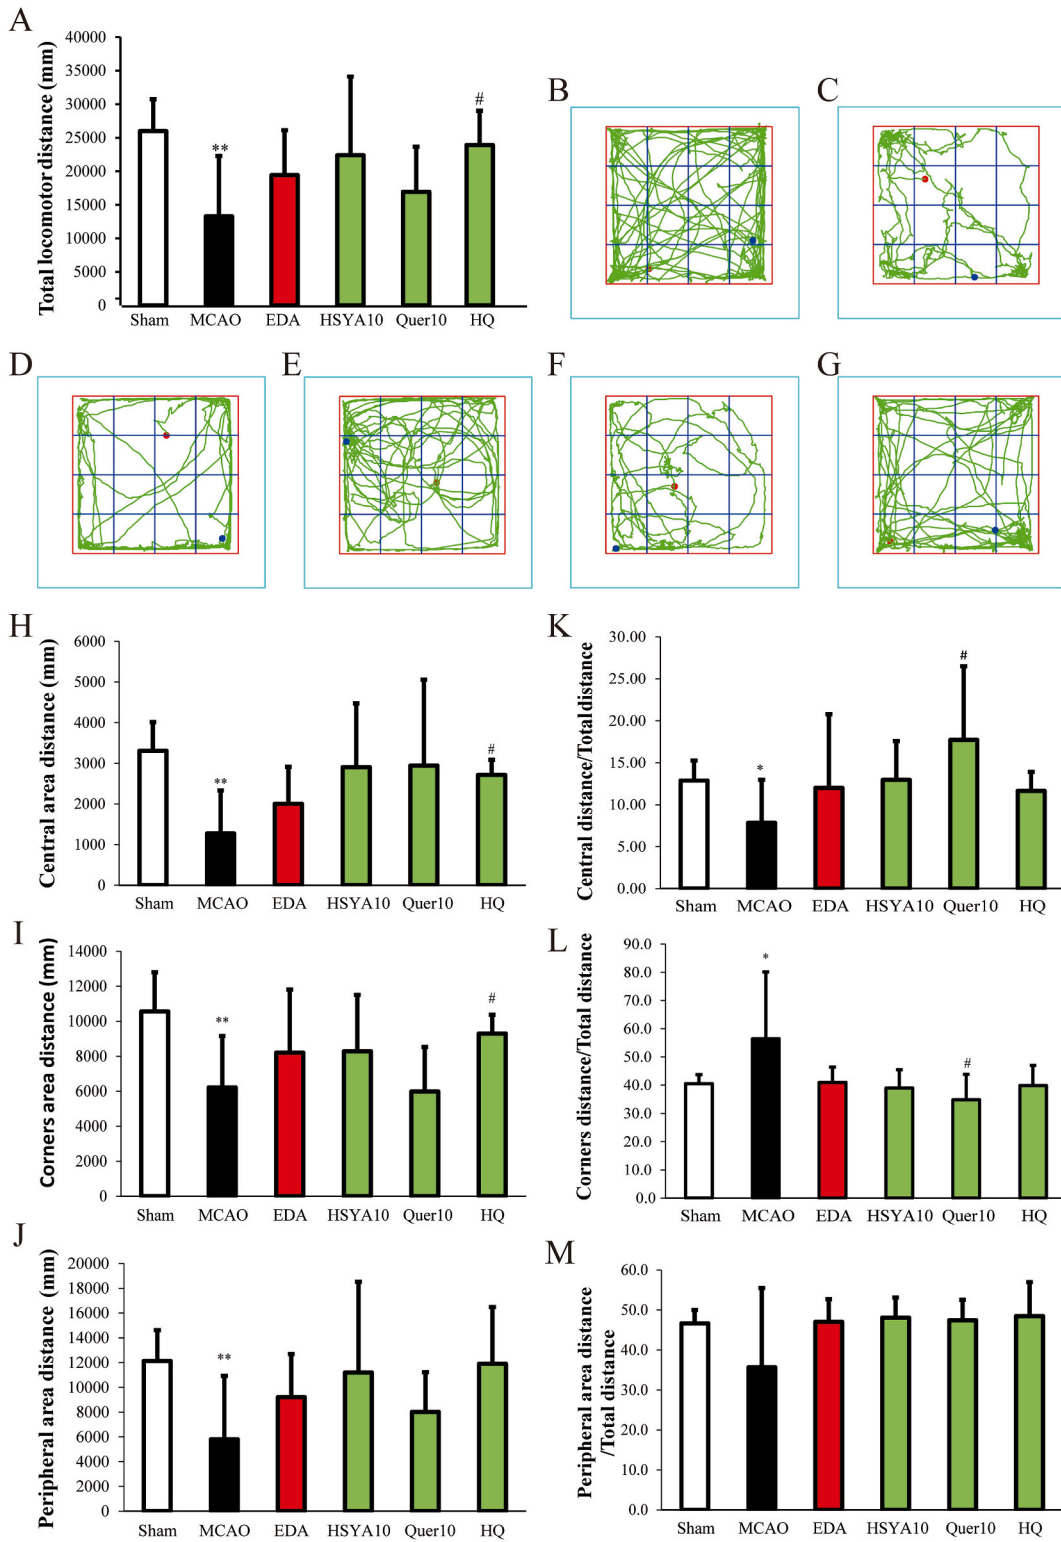 A
Total locomotor distance (mm)
40000
35000
30000
25000
20000
15000
10000
5000
0
**
#
Sham MCAO EDA HSYA10 Quer10 HQ
B
C
D
E
F
G
H
Central area distance (mm)
6000
5000
4000
3000
2000
1000
0
**
#
Sham MCAO EDA HSYA10 Quer10 HQ
K
Central distance/Totaldistance
30.00
25.00
20.00
15.00
10.00
5.00
0.00
*
#
Sham MCAO EDA HSYA10 Quer10 HQ
I
Corners area distance (mm)
14000
12000
10000
8000
6000
4000
2000
0
**
#
Sham MCAO EDA HSYA10 Quer10 HQ
L
Corners distance/Total distance
90.0
80.0
70.0
60.0
50.0
40.0
30.0
20.0
10.0
0.0
*
#
Sham MCAO EDA HSYA10 Quer10 HQ
J
Peripheral area distance (mm)
20000
18000
16000
14000
12000
10000
8000
6000
4000
2000
0
**
Sham MCAO EDA HSYA10 Quer10 HQ
M
Peripheral area distance
/Total distance
60.0
50.0
40.0
30.0
20.0
10.0
0.0
Sham MCAO EDA HSYA10 Quer10 HQ